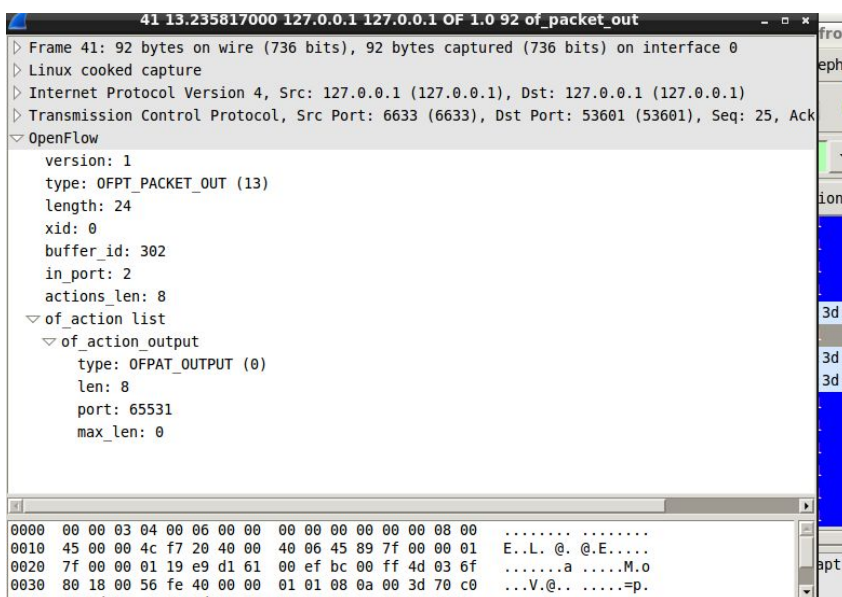 41 13.235817000 127.0.0.1 127.0.0.1 OF 1.0 92 of_packet_out
Frame 41: 92 bytes on wire (736 bits), 92 bytes captured (736 bits) on interface 0
Linux cooked capture
Internet Protocol Version 4, Src: 127.0.0.1 (127.0.0.1), Dst: 127.0.0.1 (127.0.0.1)
Transmission Control Protocol, Src Port: 6633 (6633), Dst Port: 53601 (53601), Seq: 25, Ack
OpenFlow
version: 1
type: OFPT_PACKET_OUT (13)
length: 24
xid: 0
buffer_id: 302
in_port: 2
actions_len: 8
of_action list
of_action_output
type: OFPAT_OUTPUT (0)
len: 8
port: 65531
max_len: 0
0000 00 00 03 04 00 06 00 00 00 00 00 00 00 00 08 00 ........ ........
0010 45 00 00 4c f7 20 40 00 40 06 45 89 7f 00 00 01 E..L. @. @.E.....
0020 7f 00 00 01 19 e9 d1 61 00 ef bc 00 ff 4d 03 6f .......a .....M.o
0030 80 18 00 56 fe 40 00 00 01 01 08 0a 00 3d 70 c0 ...V.@.. .....=p.
fro
eph
ion
3d
3d
3d
apt